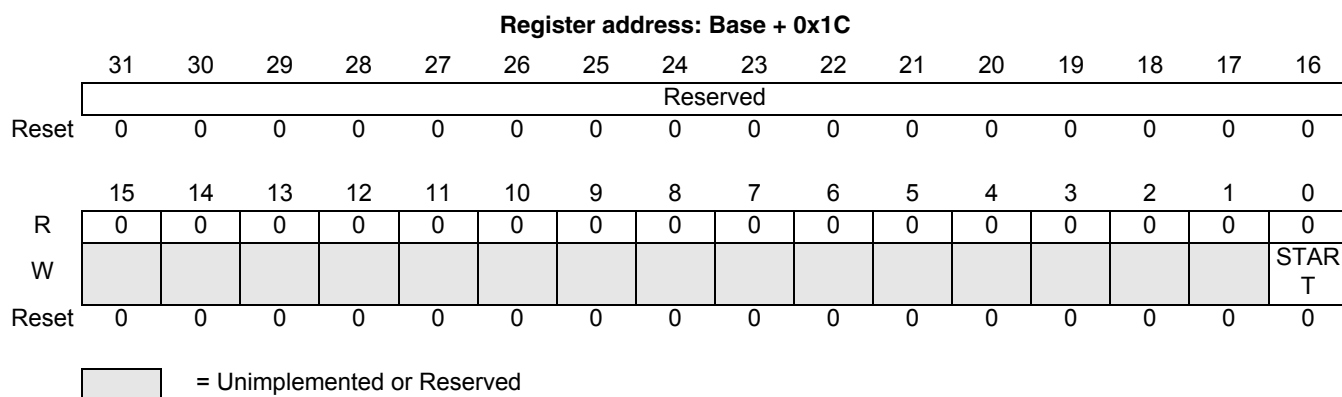 Register address: Base + 0x1C
31 30 29 28 27 26 25 24 23 22 21 20 19 18 17 16
Reserved
Reset 0 0 0 0 0 0 0 0 0 0 0 0 0 0 0 0
15 14 13 12 11 10 9 8 7 6 5 4 3 2 1 0
R 0 0 0 0 0 0 0 0 0 0 0 0 0 0 0 0
W STAR
T
Reset 0 0 0 0 0 0 0 0 0 0 0 0 0 0 0 0
= Unimplemented or Reserved